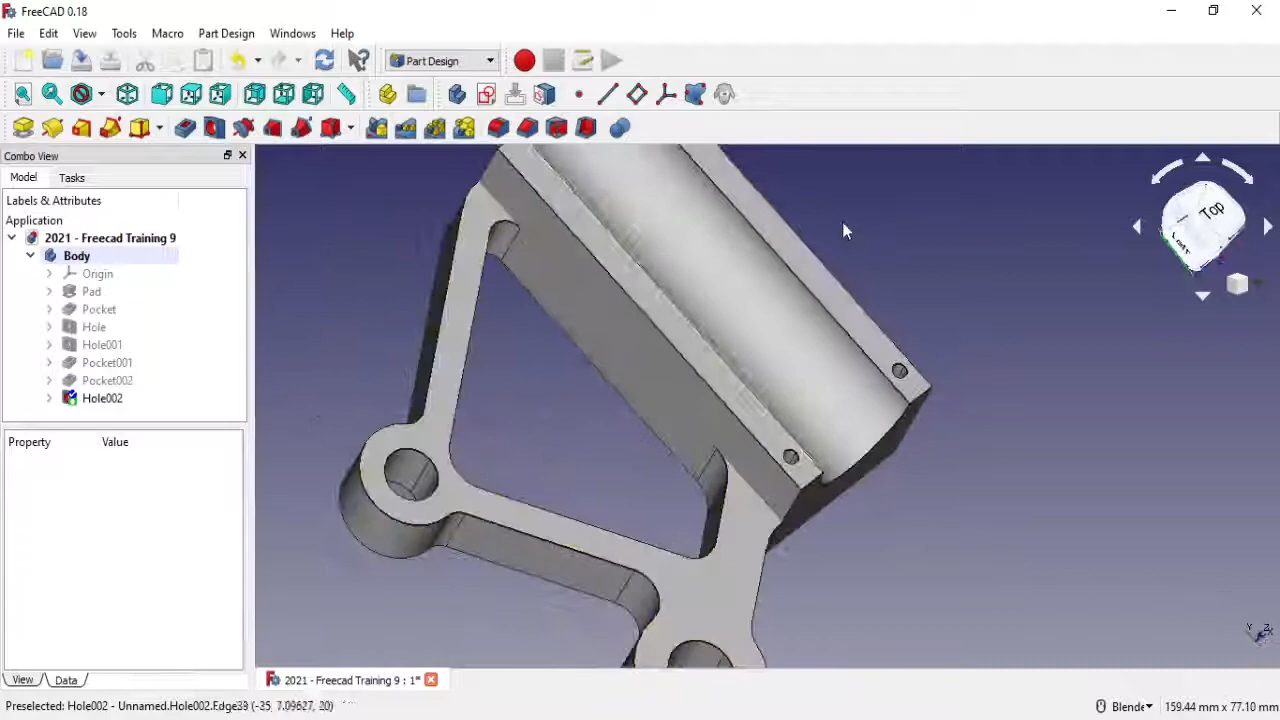 FreeCAD 0.18
File Edit View Tools Macro Part Design Windows Help
Part Design
Combo View
Model Tasks
Labels & Attributes
Application
2021 - Freecad Training 9
Body
Origin
Pad
Pocket
Hole
Hole001
Pocket001
Pocket002
Hole002
Property Value
View Data
Top
2021 - Freecad Training 9 : 1*
Preselected: Hole002 - Unnamed.Hole002.Edge39 (-35, 7.09627, 20)
Blende
159.44 mm x 77.10 mm